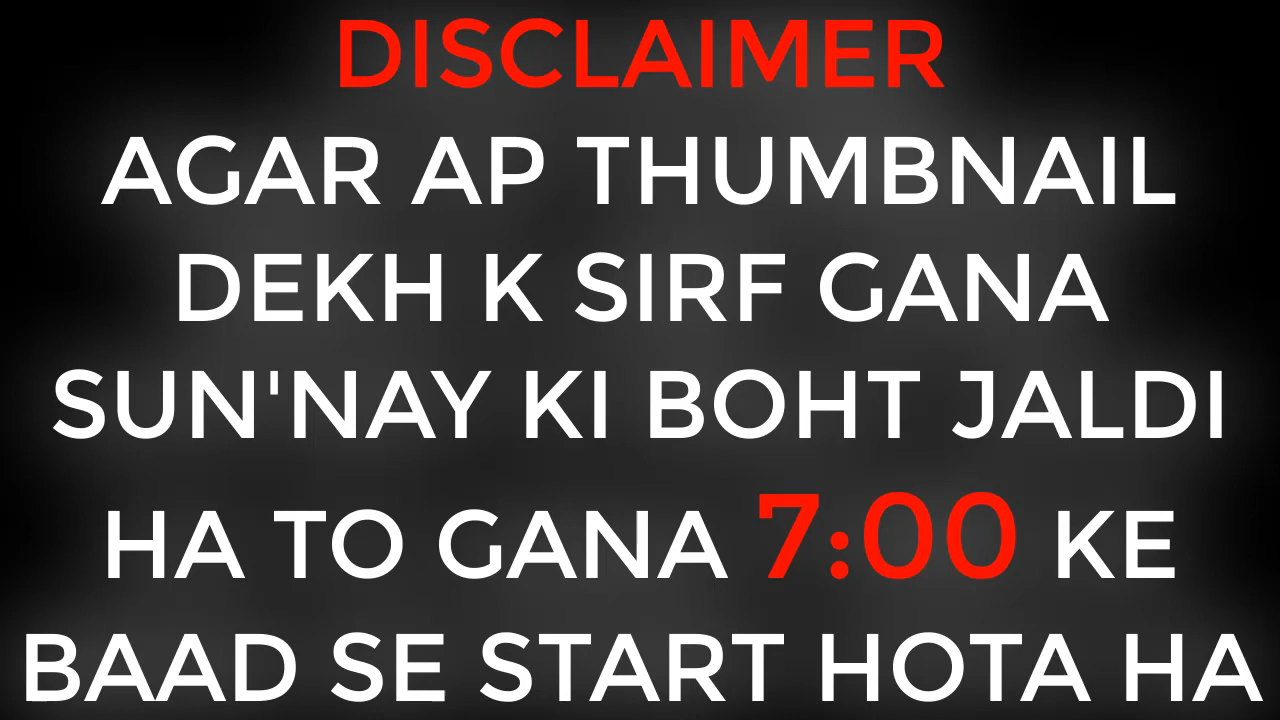 DISCLAIMER
AGAR AP THUMBNAIL
DEKH K SIRF GANA
SUN'NAY KI BOHT JALDI
HA TO GANA 7:00 KE
BAAD SE START HOTA HA